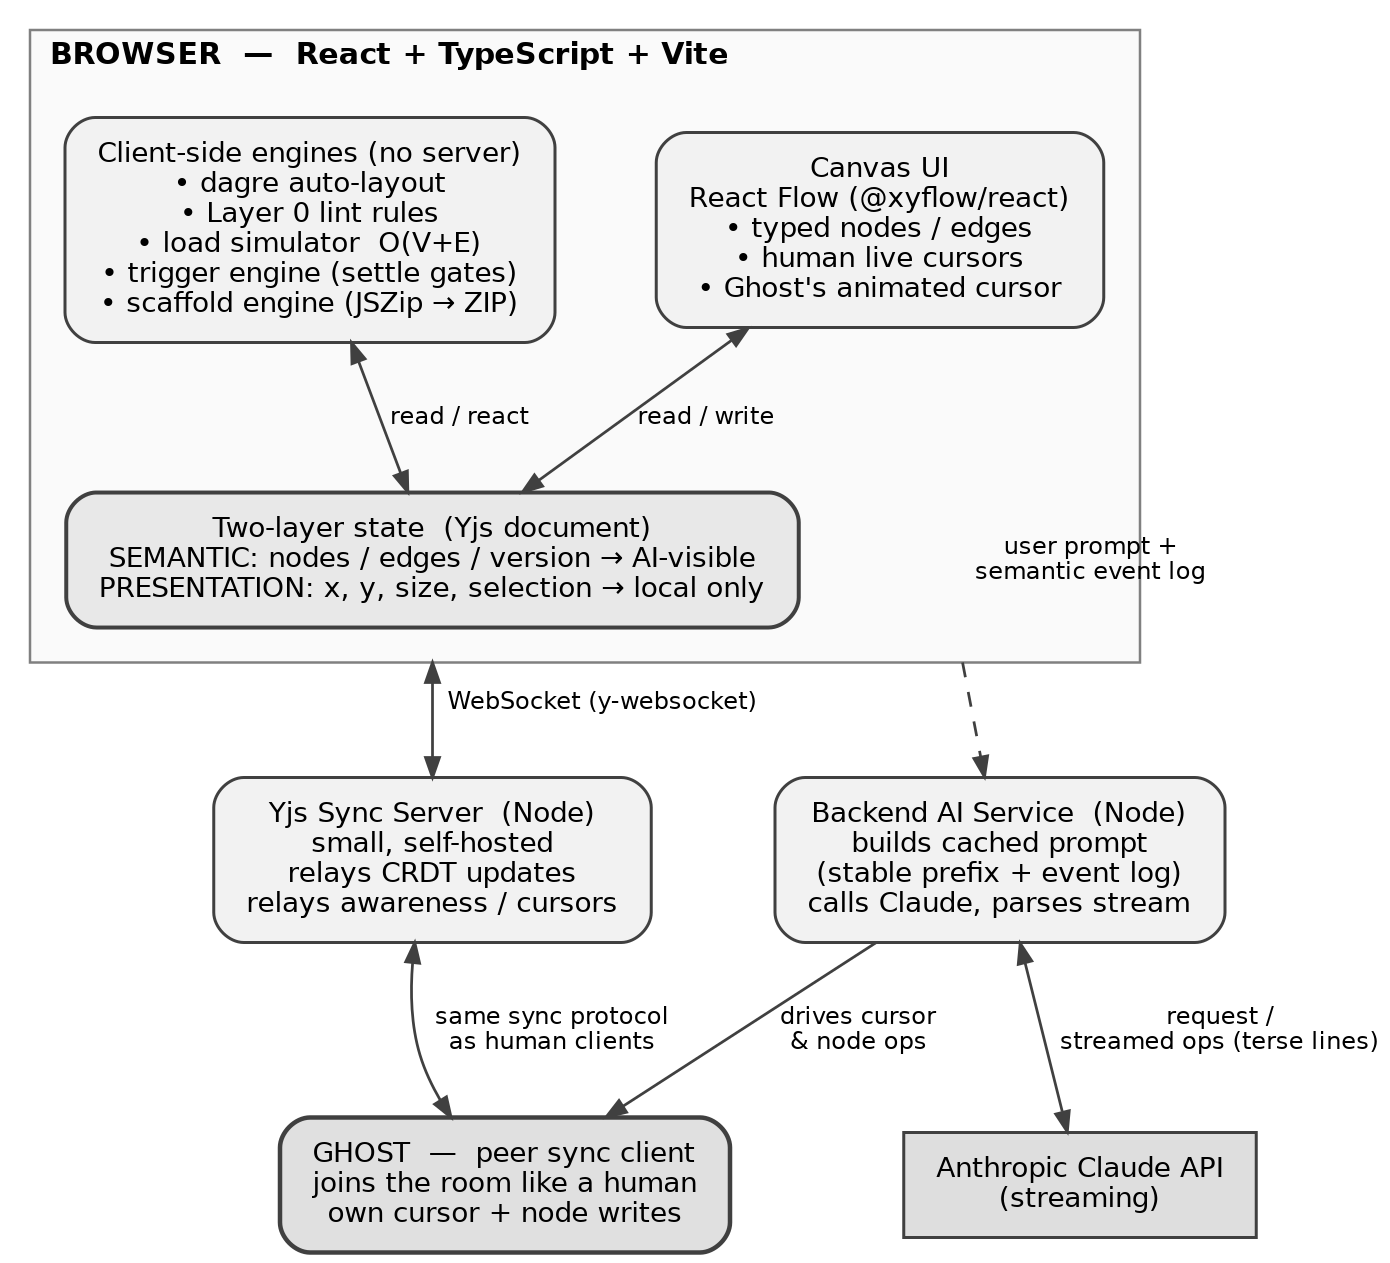 BROWSER — React + TypeScript + Vite
Client-side engines (no server)
• dagre auto-layout
• Layer 0 lint rules
• load simulator O(V+E)
• trigger engine (settle gates)
• scaffold engine (JSZip → ZIP)
Canvas UI
React Flow (@xyflow/react)
• typed nodes / edges
• human live cursors
• Ghost's animated cursor
read / react
read / write
Two-layer state (Yjs document)
SEMANTIC: nodes / edges / version → AI-visible
PRESENTATION: x, y, size, selection → local only
user prompt +
semantic event log
WebSocket (y-websocket)
Yjs Sync Server (Node)
small, self-hosted
relays CRDT updates
relays awareness / cursors
Backend AI Service (Node)
builds cached prompt
(stable prefix + event log)
calls Claude, parses stream
same sync protocol
as human clients
drives cursor
& node ops
request /
streamed ops (terse lines)
GHOST — peer sync client
joins the room like a human
own cursor + node writes
Anthropic Claude API
(streaming)